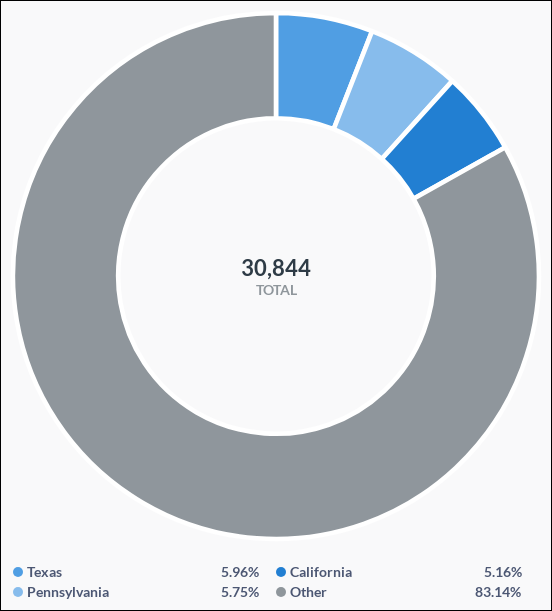 30,844
TOTAL
Texas 5.96% California 5.16%
Pennsylvania 5.75% Other 83.14%